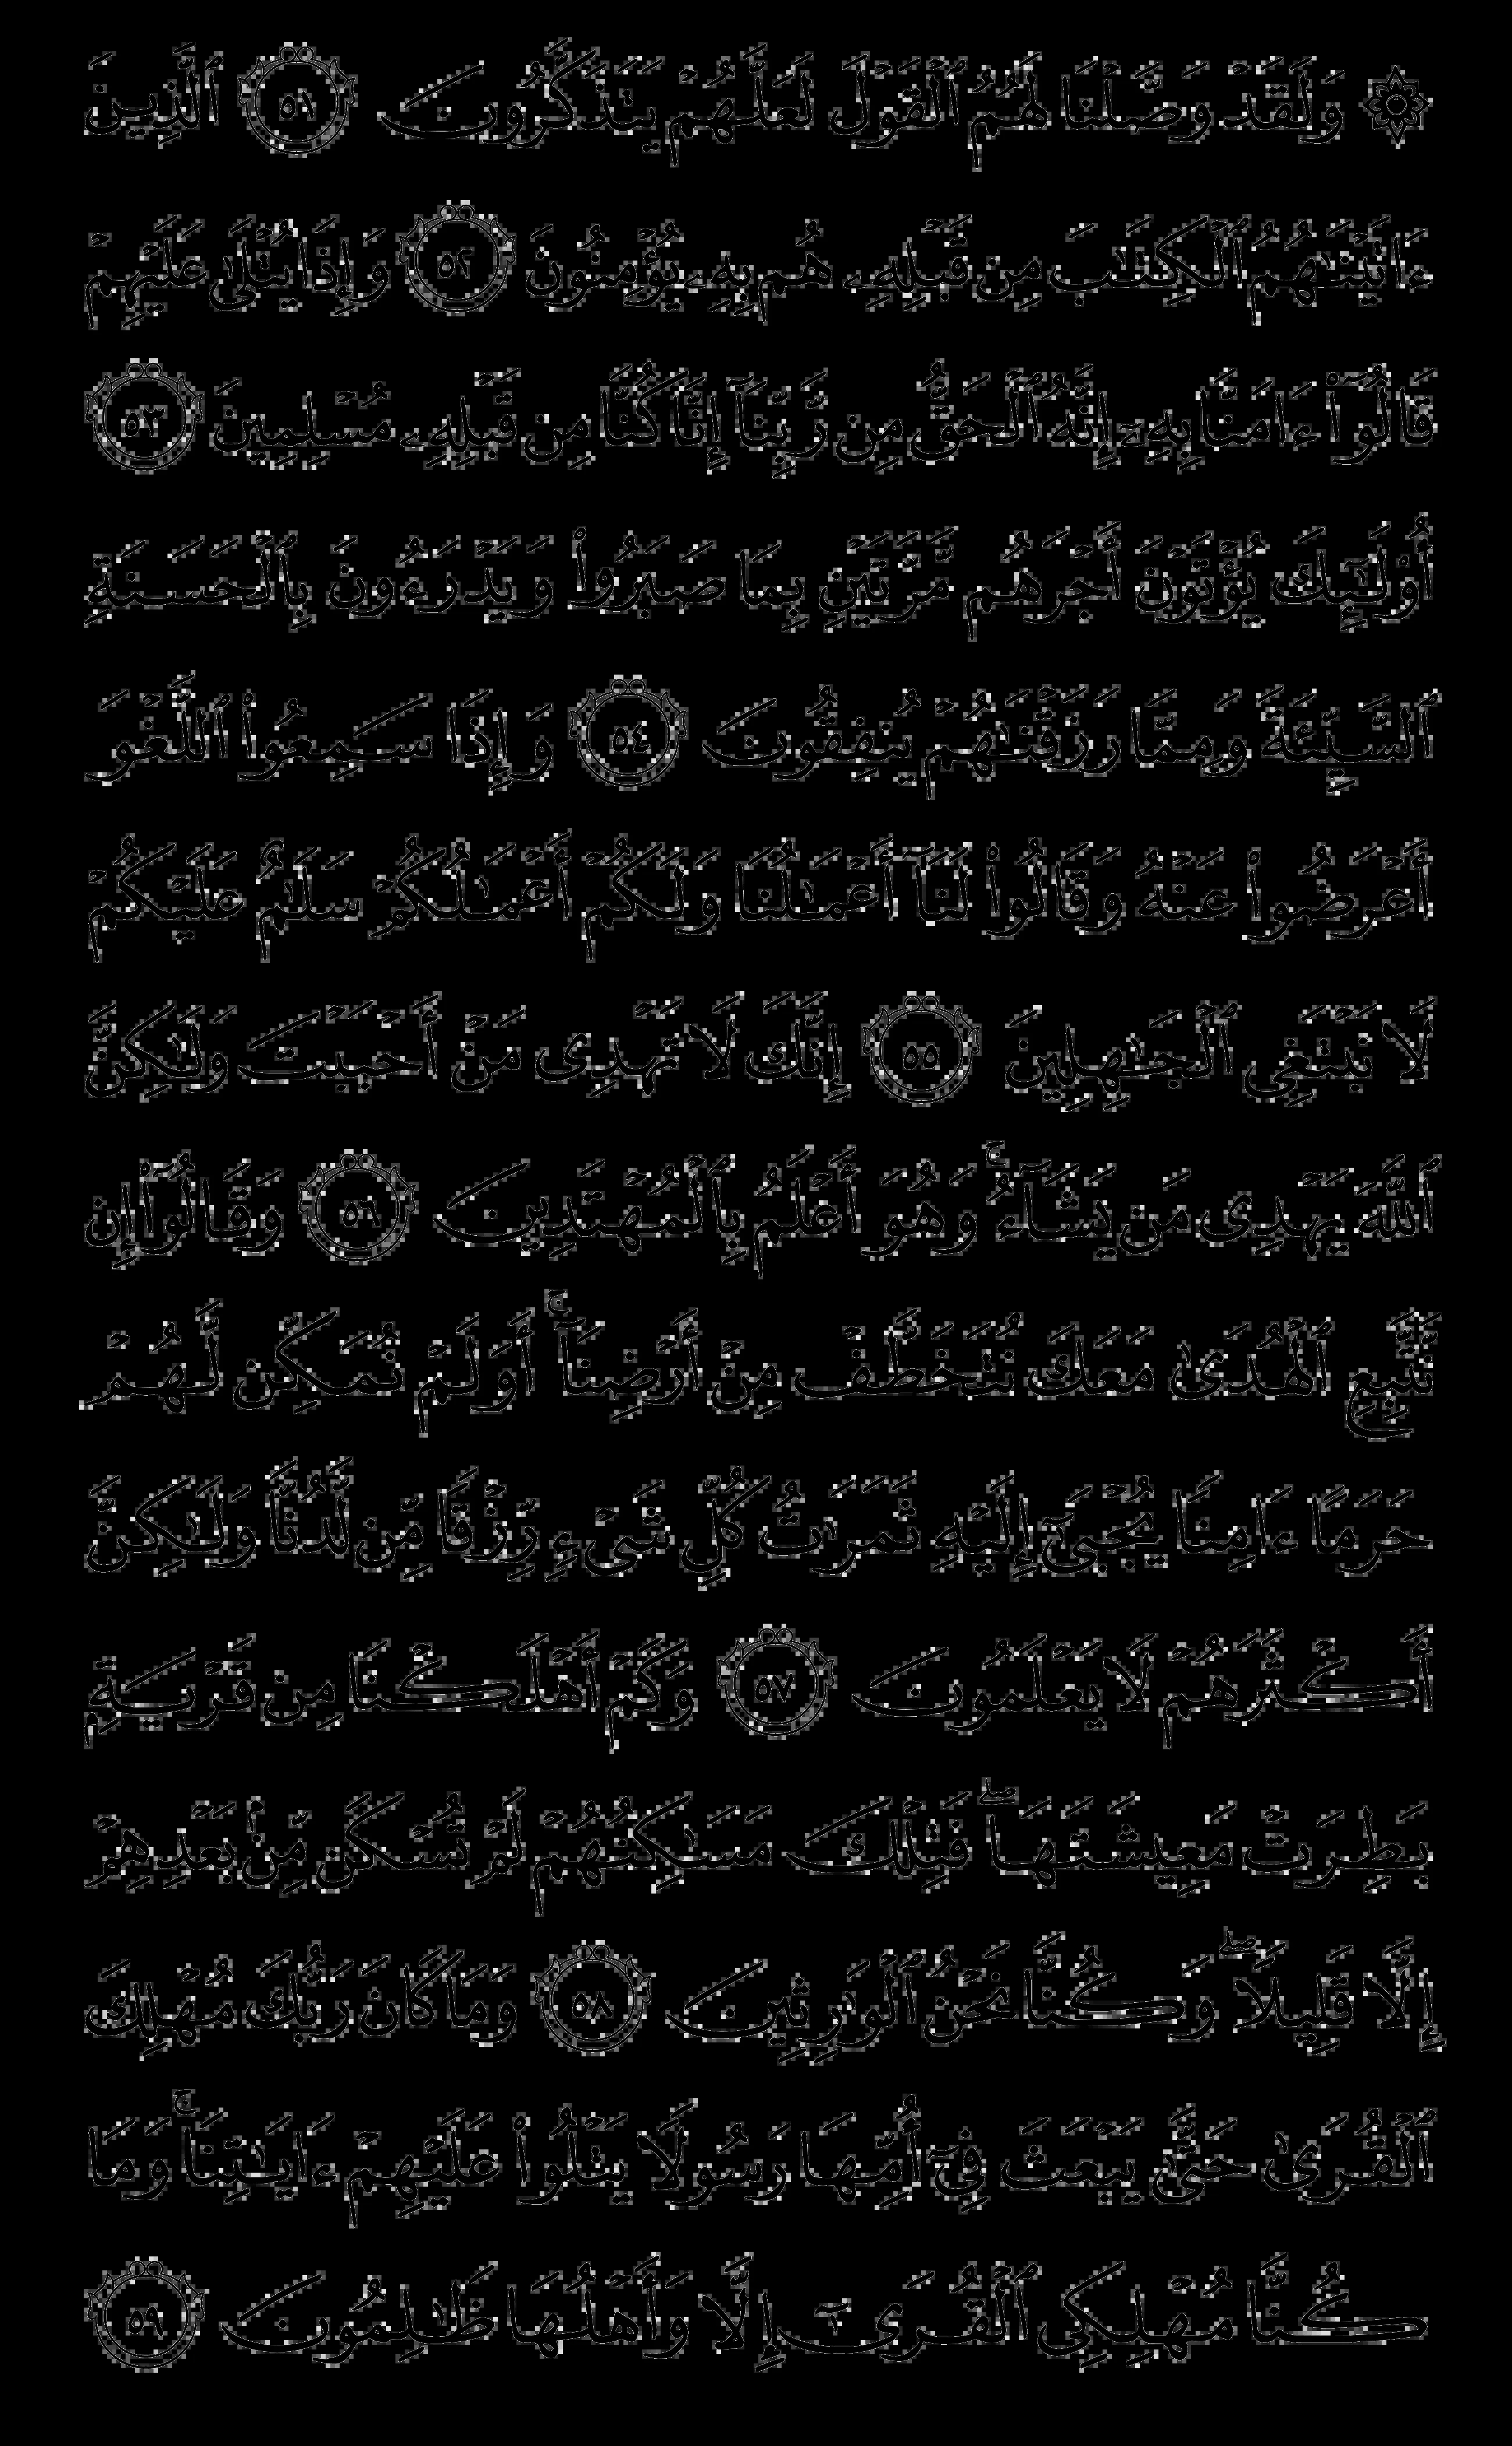 ۞ وَلَقَدْ وَصَّلْنَا لَهُمُ ٱلْقَوْلَ لَعَلَّهُمْ يَتَذَكَّرُونَ ٥١ ٱلَّذِينَ
ءَاتَيْنَٰهُمُ ٱلْكِتَٰبَ مِن قَبْلِهِۦ هُم بِهِۦ يُؤْمِنُونَ ٥٢ وَإِذَا يُتْلَىٰ عَلَيْهِمْ
قَالُوٓا۟ ءَامَنَّا بِهِۦٓ إِنَّهُ ٱلْحَقُّ مِن رَّبِّنَآ إِنَّا كُنَّا مِن قَبْلِهِۦ مُسْلِمِينَ ٥٣
أُو۟لَٰٓئِكَ يُؤْتَوْنَ أَجْرَهُم مَّرَّتَيْنِ بِمَا صَبَرُوا۟ وَيَدْرَءُونَ بِٱلْحَسَنَةِ
ٱلسَّيِّئَةَ وَمِمَّا رَزَقْنَٰهُمْ يُنفِقُونَ ٥٤ وَإِذَا سَمِعُوا۟ ٱللَّغْوَ
أَعْرَضُوا۟ عَنْهُ وَقَالُوا۟ لَنَآ أَعْمَٰلُنَا وَلَكُمْ أَعْمَٰلُكُمْ سَلَٰمٌ عَلَيْكُمْ
لَا نَبْتَغِى ٱلْجَٰهِلِينَ ٥٥ إِنَّكَ لَا تَهْدِى مَنْ أَحْبَبْتَ وَلَٰكِنَّ
ٱللَّهَ يَهْدِى مَن يَشَآءُ ۚ وَهُوَ أَعْلَمُ بِٱلْمُهْتَدِينَ ٥٦ وَقَالُوٓا۟ إِن
نَّتَّبِعِ ٱلْهُدَىٰ مَعَكَ نُتَخَطَّفْ مِنْ أَرْضِنَآ ۚ أَوَلَمْ نُمَكِّن لَّهُمْ
حَرَمًا ءَامِنًا يُجْبَىٰٓ إِلَيْهِ ثَمَرَٰتُ كُلِّ شَىْءٍ رِّزْقًا مِّن لَّدُنَّا وَلَٰكِنَّ
أَكْثَرَهُمْ لَا يَعْلَمُونَ ٥٧ وَكَمْ أَهْلَكْنَا مِن قَرْيَةٍۭ
بَطِرَتْ مَعِيشَتَهَا ۖ فَتِلْكَ مَسَٰكِنُهُمْ لَمْ تُسْكَن مِّنۢ بَعْدِهِمْ
إِلَّا قَلِيلًا ۖ وَكُنَّا نَحْنُ ٱلْوَٰرِثِينَ ٥٨ وَمَا كَانَ رَبُّكَ مُهْلِكَ
ٱلْقُرَىٰ حَتَّىٰ يَبْعَثَ فِىٓ أُمِّهَا رَسُولًا يَتْلُوا۟ عَلَيْهِمْ ءَايَٰتِنَا ۚ وَمَا
كُنَّا مُهْلِكِى ٱلْقُرَىٰٓ إِلَّا وَأَهْلُهَا ظَٰلِمُونَ ٥٩